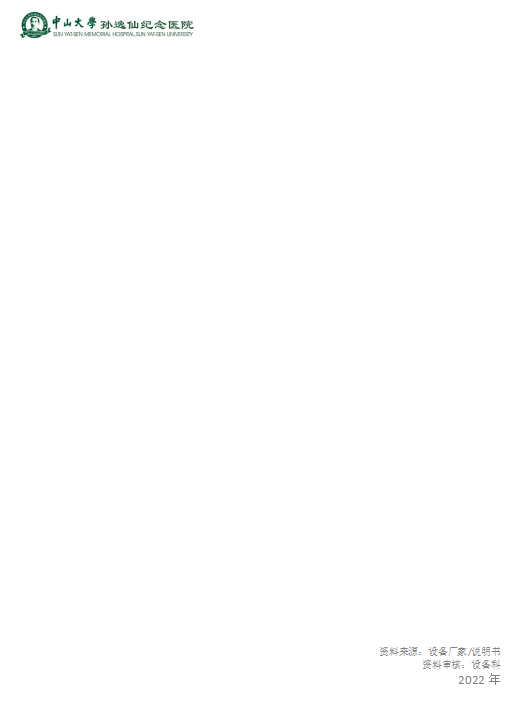 中山大學 孙逸仙纪念医院
SUN YAT-SEN MEMORIAL HOSPITAL,SUN YAT-SEN UNIVERSITY
资料来源：设备厂家/说明书
资料审核：设备科
2022 年